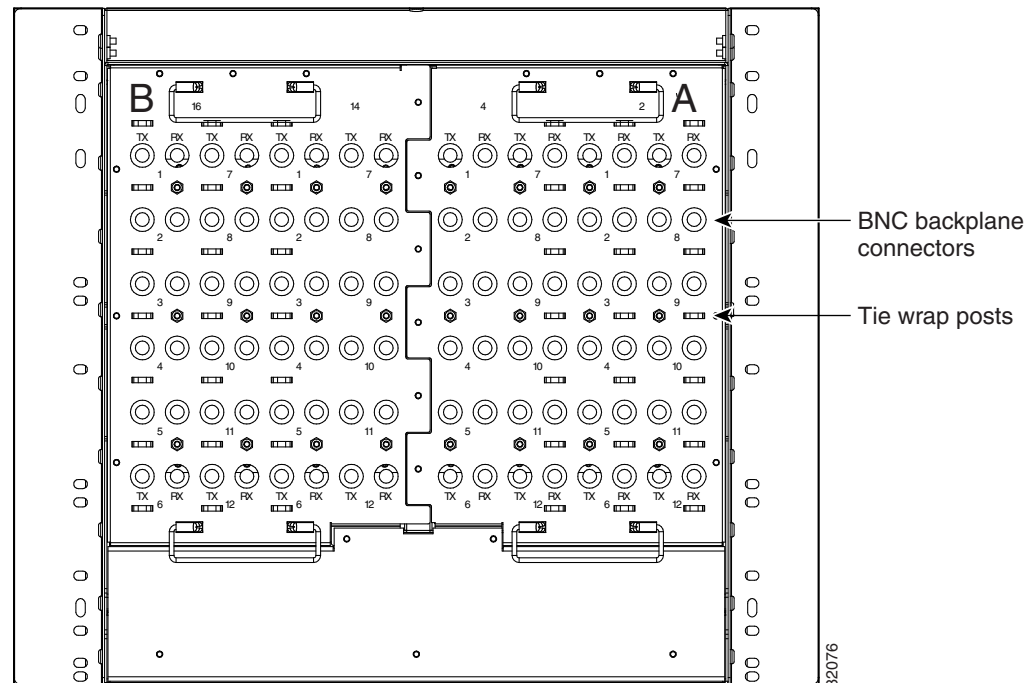 B 16 14 4 2 A
TX RX TX RX TX RX TX RX TX RX TX RX TX RX TX RX
1 7 1 7 1 7 1 7
BNC backplane
connectors
2 8 2 8 2 8 2 8
3 9 3 9 3 9 3 9
Tie wrap posts
4 10 4 10 4 10 4 10
5 11 5 11 5 11 5 11
TX RX TX RX TX RX TX RX TX RX TX RX TX RX TX RX
6 12 6 12 6 12 6 12